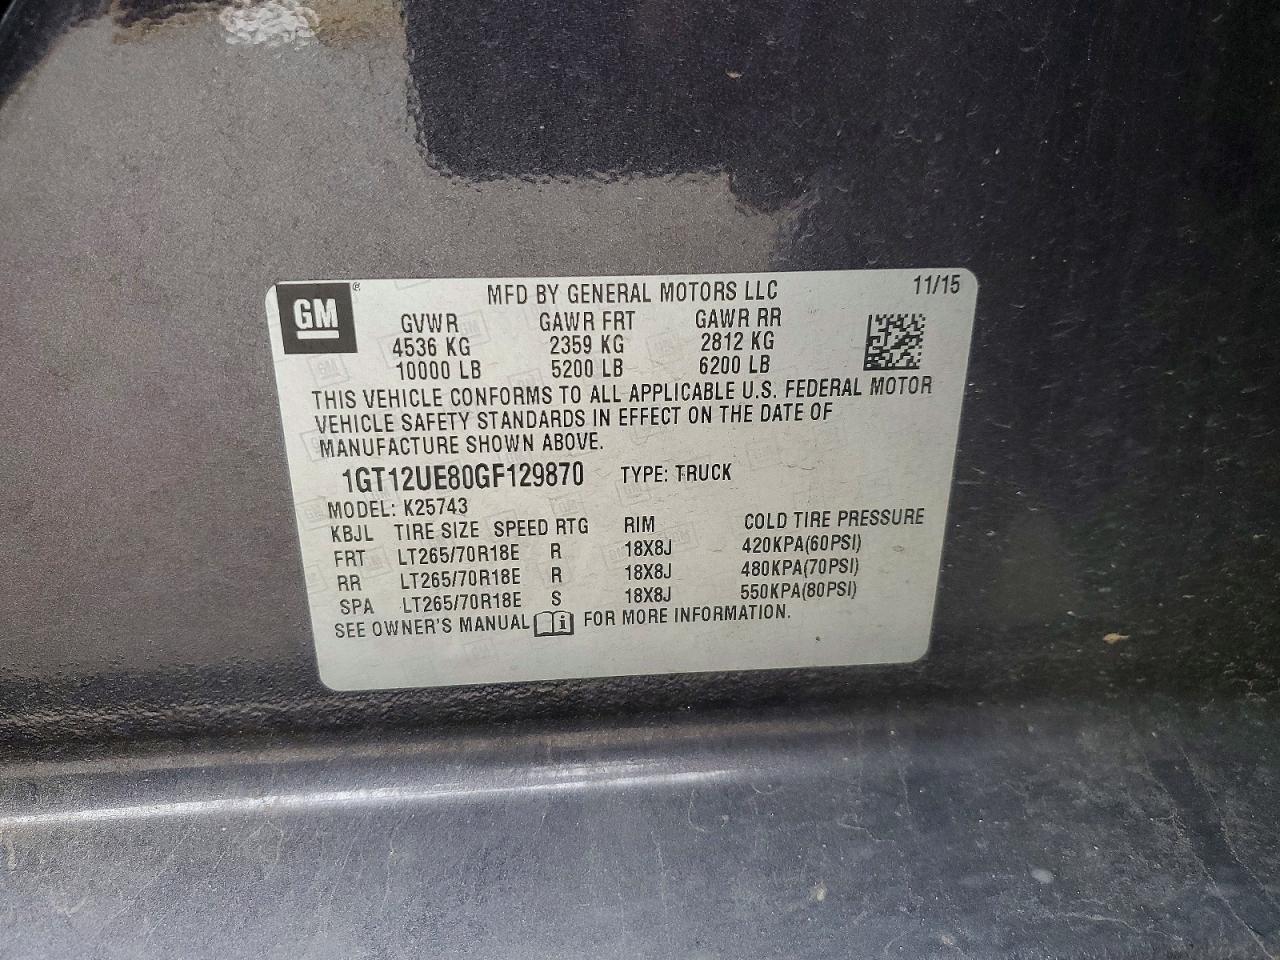 GM ® MFD BY GENERAL MOTORS LLC 11/15
GVWR GAWR FRT GAWR RR
4536 KG 2359 KG 2812 KG
10000 LB 5200 LB 6200 LB
THIS VEHICLE CONFORMS TO ALL APPLICABLE U.S. FEDERAL MOTOR
VEHICLE SAFETY STANDARDS IN EFFECT ON THE DATE OF
MANUFACTURE SHOWN ABOVE.
1GT12UE80GF129870 TYPE: TRUCK
MODEL: K25743
KBJL TIRE SIZE SPEED RTG RIM COLD TIRE PRESSURE
FRT LT265/70R18E R 18X8J 420KPA(60PSI)
RR LT265/70R18E R 18X8J 480KPA(70PSI)
SPA LT265/70R18E S 18X8J 550KPA(80PSI)
SEE OWNER'S MANUAL i FOR MORE INFORMATION.